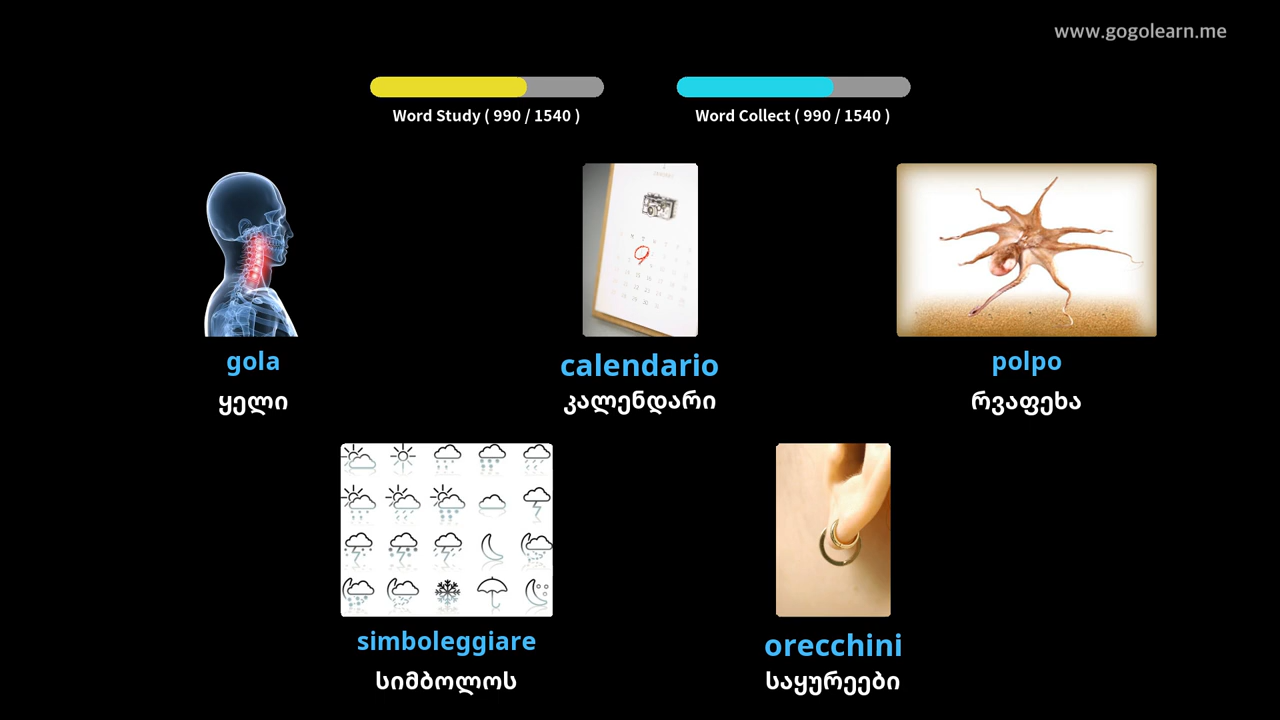 www.gogolearn.me
Word Study ( 990 / 1540 )
Word Collect ( 990 / 1540 )
gola
ყელი
calendario
კალენდარი
polpo
რვაფეხა
simboleggiare
სიმბოლოს
orecchini
საყურეები